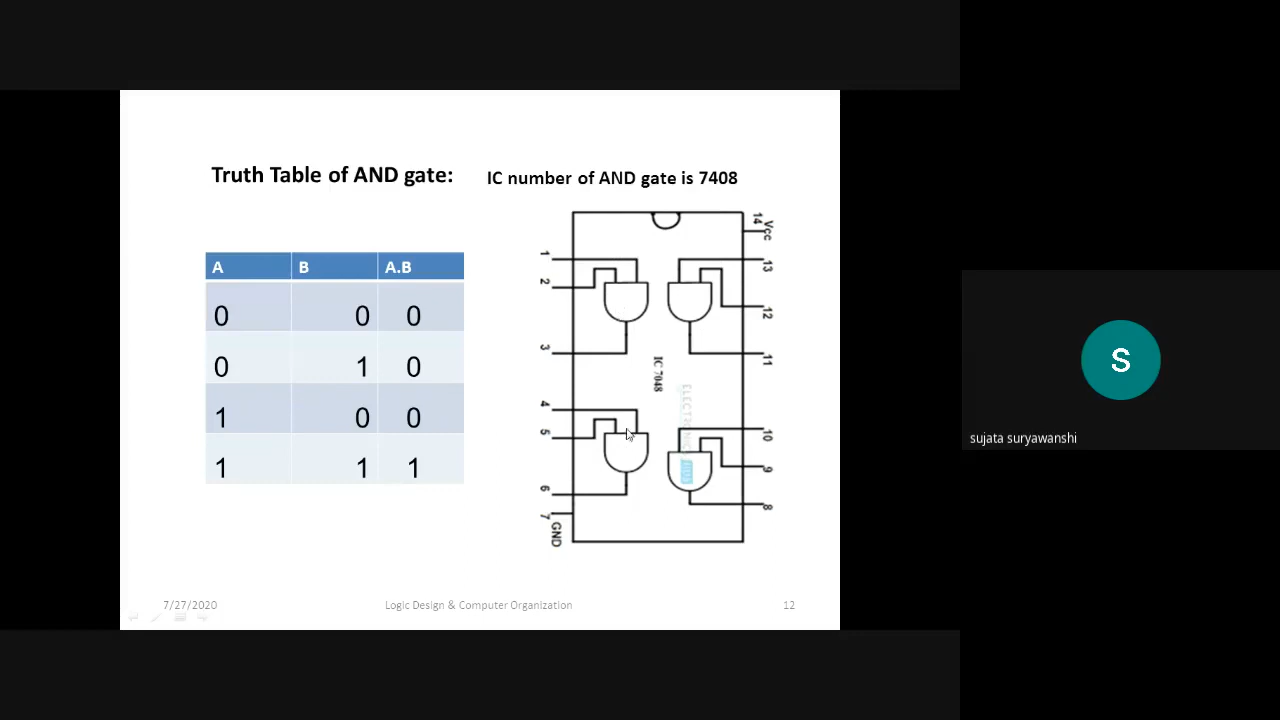 Truth Table of AND gate:
IC number of AND gate is 7408
A B A.B
0 0 0
0 1 0
1 0 0
1 1 1
1
2
3
4
5
6
7
GND
14
Vcc
13
12
11
10
9
8
IC 7048
7/27/2020
Logic Design & Computer Organization
12
S
sujata suryawanshi